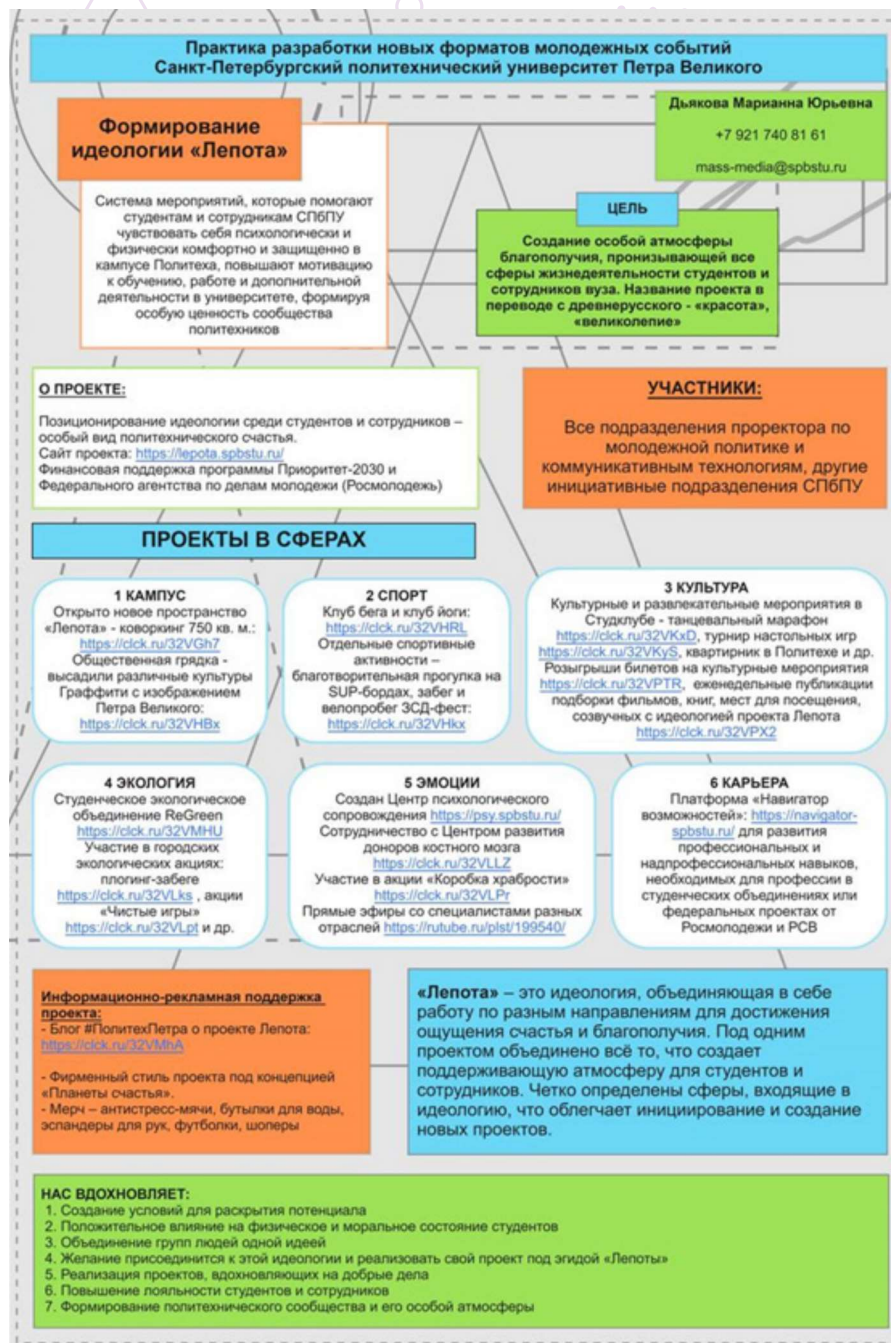 Практика разработки новых форматов молодежных событий
Санкт-Петербургский политехнический университет Петра Великого
Формирование
идеологии «Лепота»
Система мероприятий, которые помогают
студентам и сотрудникам СПбПУ
чувствовать себя психологически и
физически комфортно и защищенно в
кампусе Политеха, повышают мотивацию
к обучению, работе и дополнительной
деятельности в университете, формируя
особую ценность сообщества
политехников
Дьякова Марианна Юрьевна
+7 921 740 81 61
mass-media@spbstu.ru
ЦЕЛЬ
Создание особой атмосферы
благополучия, пронизывающей все
сферы жизнедеятельности студентов и
сотрудников вуза. Название проекта в
переводе с древнерусского - «красота»,
«великолепие»
О ПРОЕКТЕ:
Позиционирование идеологии среди студентов и сотрудников –
особый вид политехнического счастья.
Сайт проекта: https://lepota.spbstu.ru/
Финансовая поддержка программы Приоритет-2030 и
Федерального агентства по делам молодежи (Росмолодежь)
УЧАСТНИКИ:
Все подразделения проректора по
молодежной политике и
коммуникативным технологиям, другие
инициативные подразделения СПбПУ
ПРОЕКТЫ В СФЕРАХ
1 КАМПУС
Открыто новое пространство
«Лепота» - коворкинг 750 кв. м.:
https://clck.ru/32VGh7
Общественная грядка -
высадили различные культуры
Граффити с изображением
Петра Великого:
https://clck.ru/32VHBx
2 СПОРТ
Клуб бега и клуб йоги:
https://clck.ru/32VHRL
Отдельные спортивные
активности –
благотворительная прогулка на
SUP-бордах, забег и
велопробег ЗСД-фест:
https://clck.ru/32VHkx
3 КУЛЬТУРА
Культурные и развлекательные мероприятия в
Студклубе - танцевальный марафон
https://clck.ru/32VKxD, турнир настольных игр
https://clck.ru/32VKyS, квартирник в Политехе и др.
Розыгрыши билетов на культурные мероприятия
https://clck.ru/32VPTR, еженедельные публикации
подборки фильмов, книг, мест для посещения,
созвучных с идеологией проекта Лепота
https://clck.ru/32VPX2
4 ЭКОЛОГИЯ
Студенческое экологическое
объединение ReGreen
https://clck.ru/32VMHU
Участие в городских
экологических акциях:
плогинг-забеге
https://clck.ru/32VLks , акции
«Чистые игры»
https://clck.ru/32VLpt и др.
5 ЭМОЦИИ
Создан Центр психологического
сопровождения https://psy.spbstu.ru/
Сотрудничество с Центром развития
доноров костного мозга
https://clck.ru/32VLLZ
Участие в акции «Коробка храбрости»
https://clck.ru/32VLPr
Прямые эфиры со специалистами разных
отраслей https://rutube.ru/plst/199540/
6 КАРЬЕРА
Платформа «Навигатор
возможностей»: https://navigator-
spbstu.ru/ для развития
профессиональных и
надпрофессиональных навыков,
необходимых для профессии в
студенческих объединениях или
федеральных проектах от
Росмолодежи и РСВ
Информационно-рекламная поддержка
проекта:
- Блог #ПолитехПетра о проекте Лепота:
https://clck.ru/32VMhA
- Фирменный стиль проекта под концепцией
«Планеты счастья».
- Мерч – антистресс-мячи, бутылки для воды,
эспандеры для рук, футболки, шоперы
«Лепота» – это идеология, объединяющая в себе
работу по разным направлениям для достижения
ощущения счастья и благополучия. Под одним
проектом объединено всё то, что создает
поддерживающую атмосферу для студентов и
сотрудников. Четко определены сферы, входящие в
идеологию, что облегчает инициирование и создание
новых проектов.
НАС ВДОХНОВЛЯЕТ:
1. Создание условий для раскрытия потенциала
2. Положительное влияние на физическое и моральное состояние студентов
3. Объединение групп людей одной идеей
4. Желание присоединится к этой идеологии и реализовать свой проект под эгидой «Лепоты»
5. Реализация проектов, вдохновляющих на добрые дела
6. Повышение лояльности студентов и сотрудников
7. Формирование политехнического сообщества и его особой атмосферы